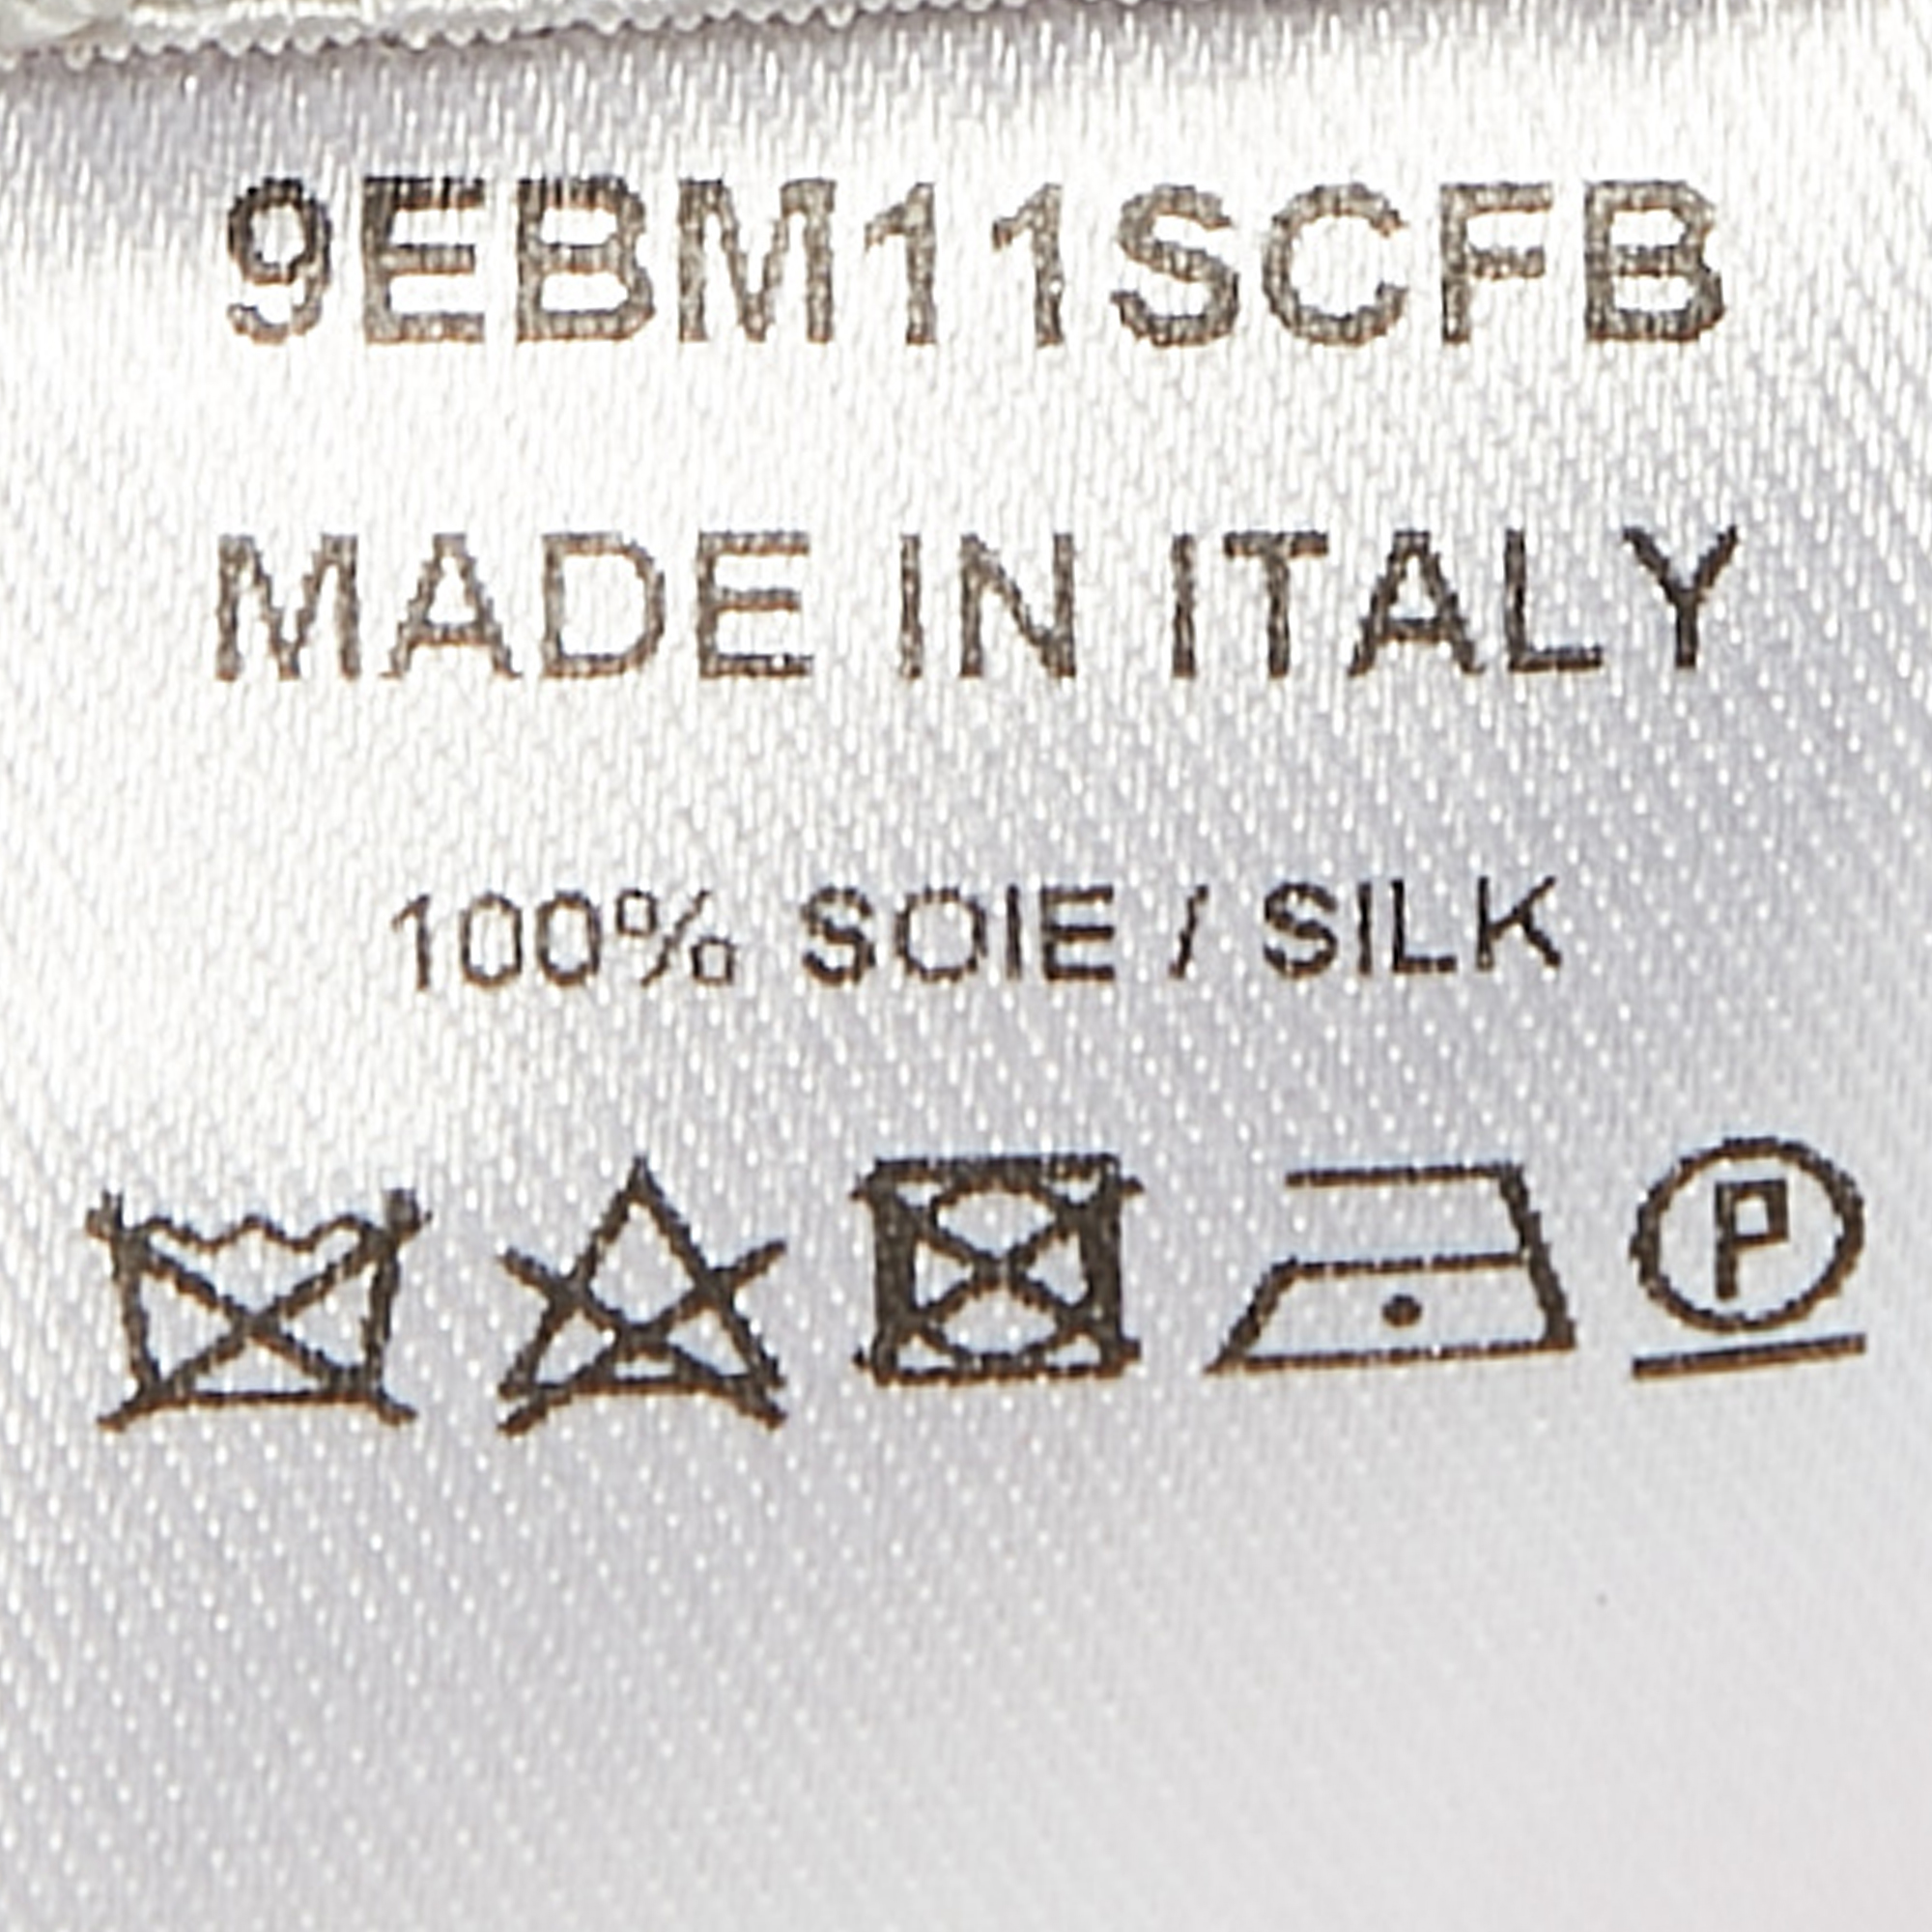 9EBM11SCFB
MADE IN ITALY
100% SOIE / SILK
P